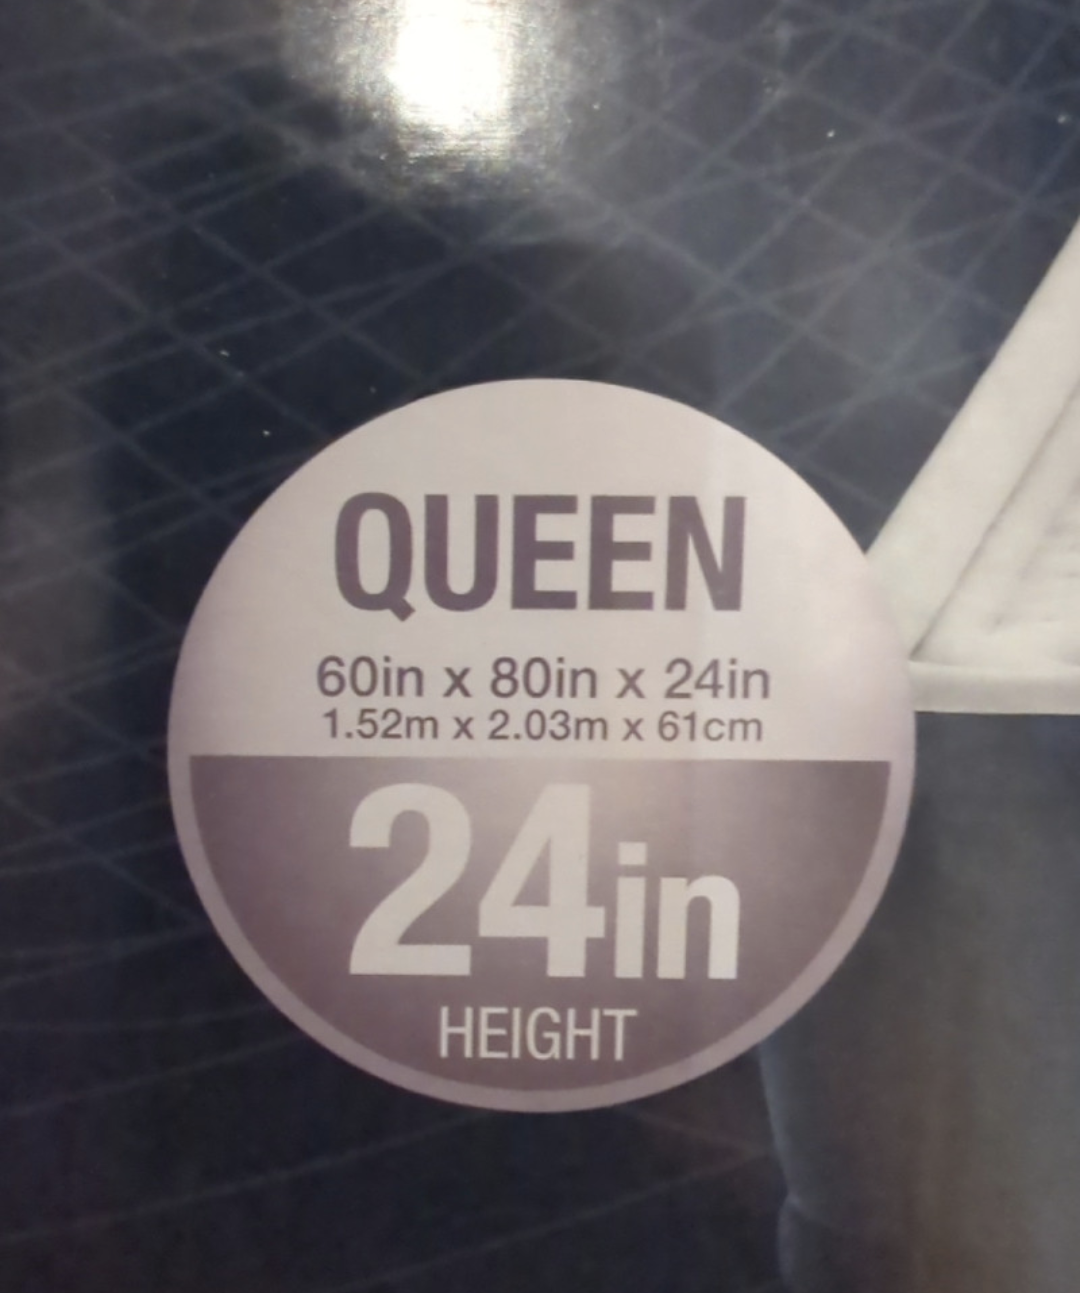 QUEEN
60in x 80in x 24in
1.52m x 2.03m x 61cm
24in
HEIGHT